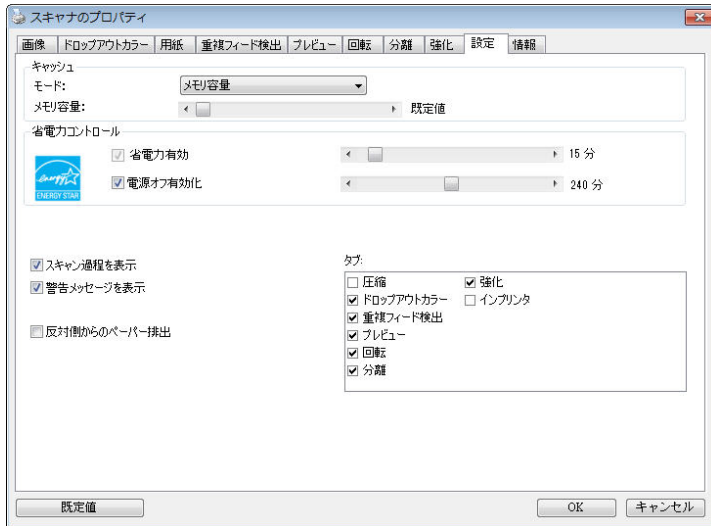 スキャナのプロパティ
画像 ドロップアウトカラー 用紙 重複フィード検出 プレビュー 回転 分離 強化 設定 情報
キャッシュ
モード: メモリ容量
メモリ容量: 既定値
省電力コントロール
省電力有効 15 分
電源オフ有効化 240 分
energy
ENERGY STAR
スキャン過程を表示
警告メッセージを表示
反対側からのペーパー排出
タブ:
圧縮 強化
ドロップアウトカラー インプリンタ
重複フィード検出
プレビュー
回転
分離
既定値 OK キャンセル